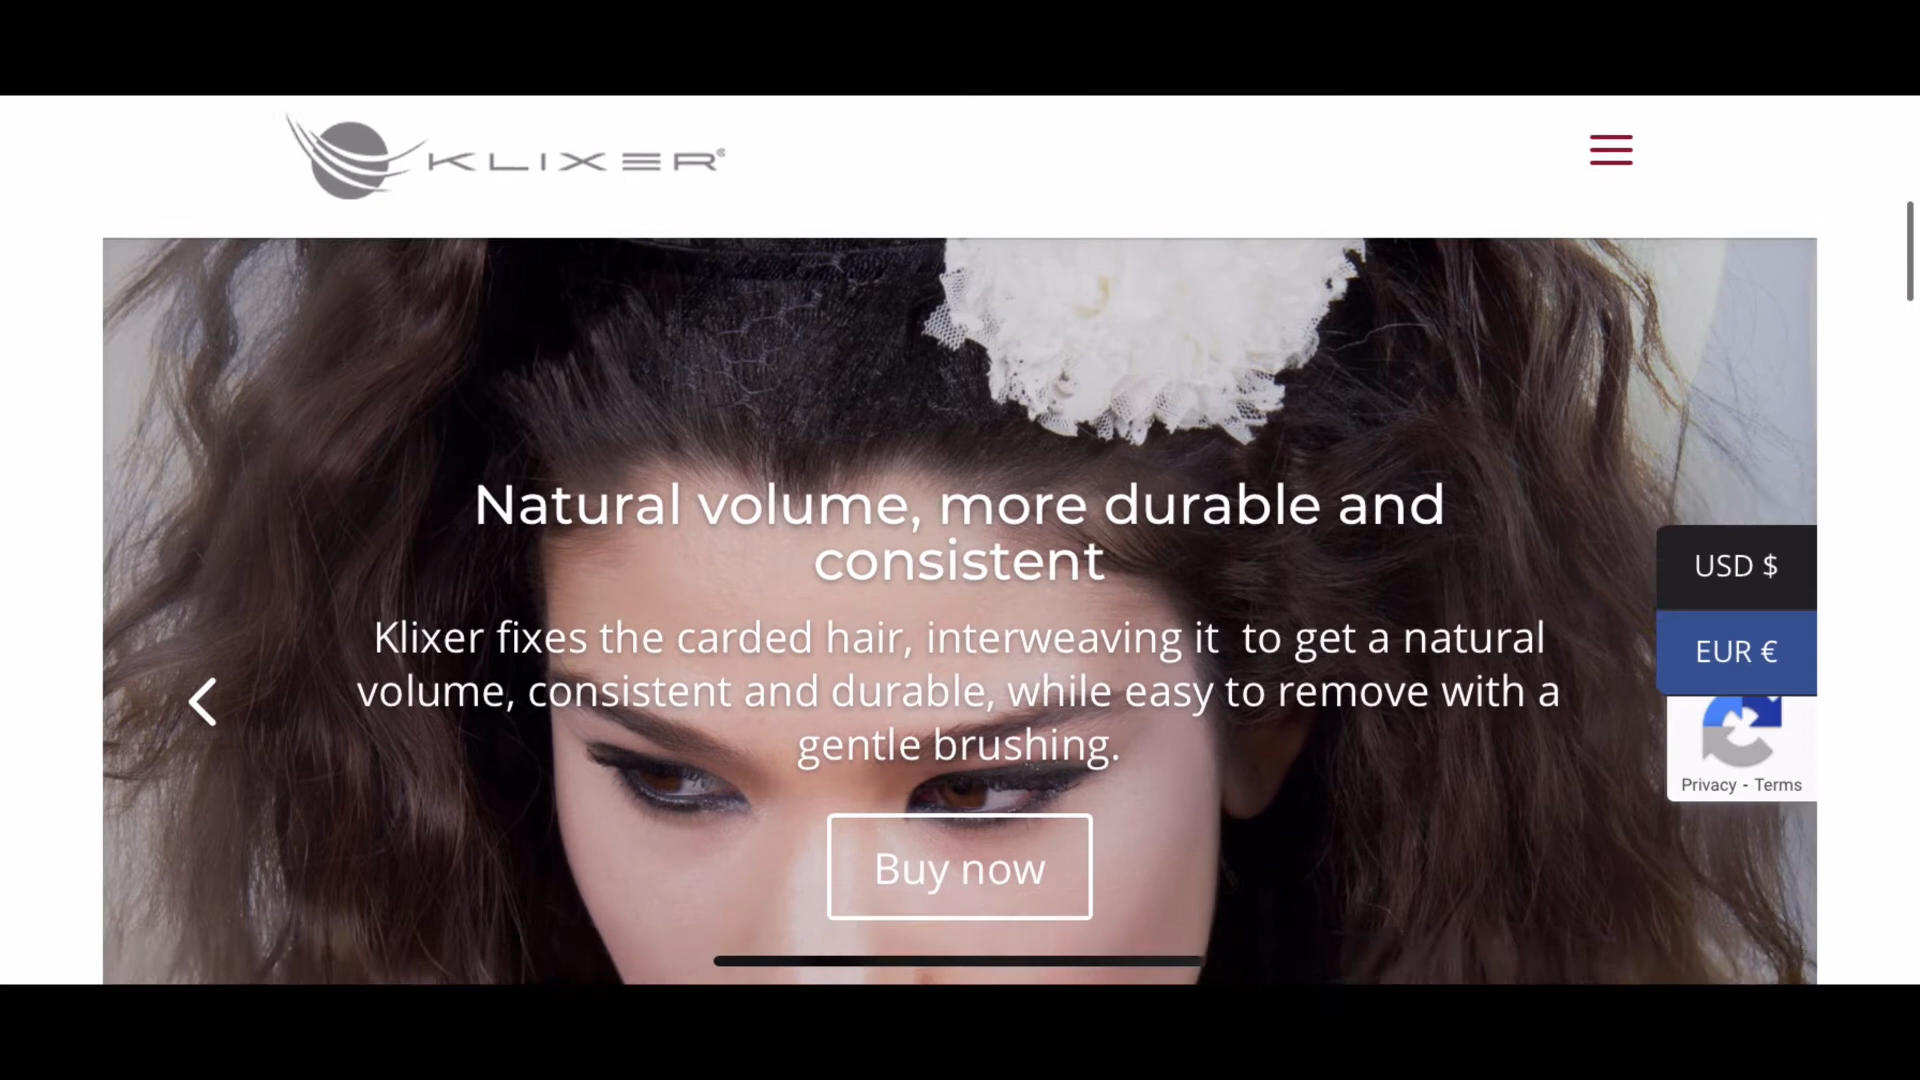 KLIXER
Natural volume, more durable and
consistent
USD $
Klixer fixes the carded hair, interweaving it  to get a natural
EUR €
volume, consistent and durable, while easy to remove with a
gentle brushing.
Privacy - Terms
Buy now